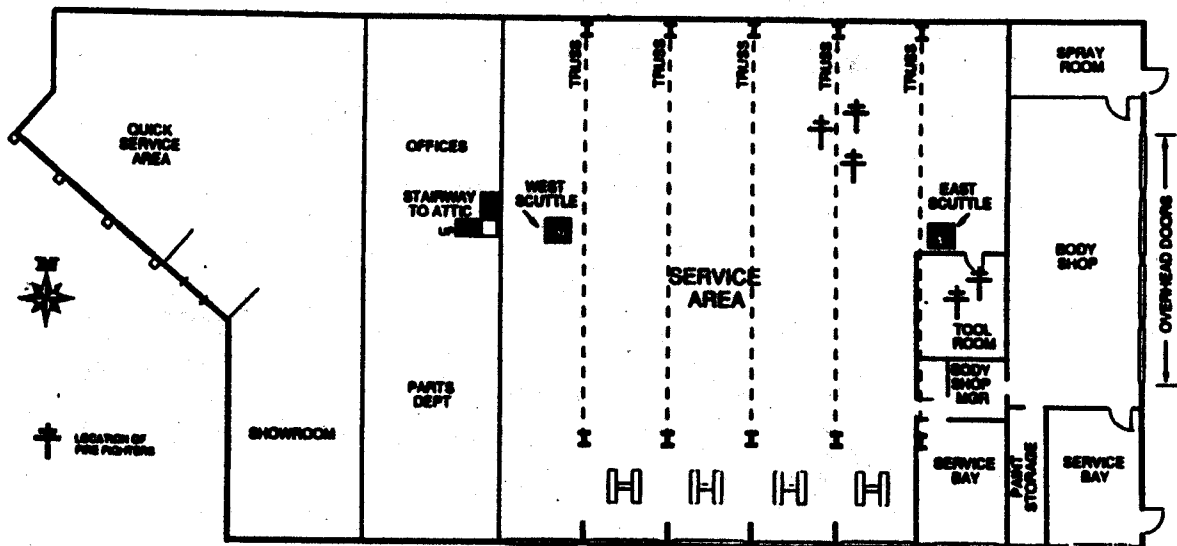 TRUSS
TRUSS
TRUSS
TRUSS
TRUSS
SPRAY
ROOM
QUICK
SERVICE
AREA
OFFICES
STAIRWAY
TO ATTIC
UP
WEST
SCUTTLE
EAST
SCUTTLE
BODY
SHOP
OVERHEAD DOORS
SERVICE
AREA
TOOL
ROOM
BODY
SHOP
MGR
PARTS
DEPT
LOCATION OF
FIRE FIGHTERS
SHOWROOM
SERVICE
BAY
PAINT
STORAGE
SERVICE
BAY